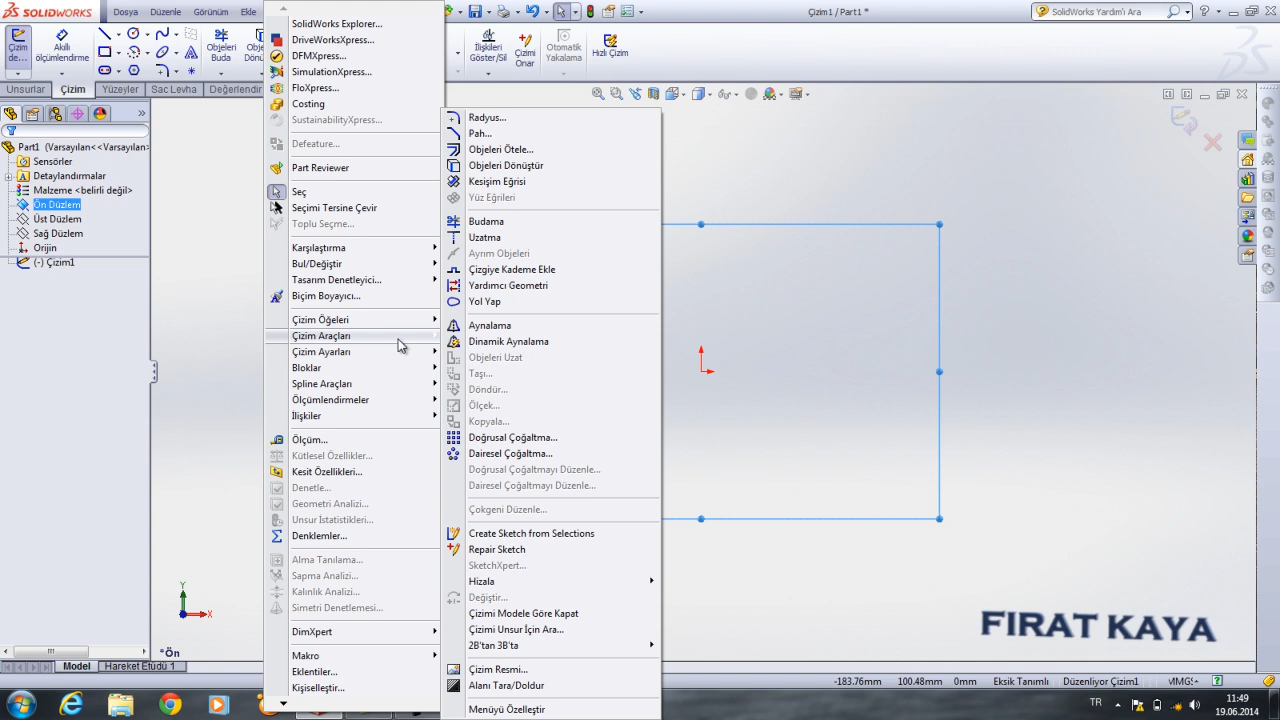 SOLIDWORKS
Dosya
Düzenle
Görünüm
Ekle
Çizim1 / Part1 *
SolidWorks Yardım'ı Ara
Çizim
de...
Akıllı
ölçümlendirme
Objeleri
Buda
İlişkileri
Göster/Sil
Çizimi
Onar
Otomatik
Yakalama
Hızlı Çizim
Unsurlar
Çizim
Yüzeyler
Sac Levha
Değerlendir
Part1 (Varsayılan<<Varsayılan>
Sensörler
Detaylandırmalar
Malzeme <belirli değil>
Ön Düzlem
Üst Düzlem
Sağ Düzlem
Orijin
(-) Çizim1
SolidWorks Explorer...
DriveWorksXpress...
DFMXpress...
SimulationXpress...
FloXpress...
Costing
SustainabilityXpress...
Defeature...
Part Reviewer
Seç
Seçimi Tersine Çevir
Toplu Seçme...
Karşılaştırma
Bul/Değiştir
Tasarım Denetleyici...
Biçim Boyayıcı...
Çizim Öğeleri
Çizim Araçları
Çizim Ayarları
Bloklar
Spline Araçları
Ölçümlendirmeler
İlişkiler
Ölçüm...
Kütlesel Özellikler...
Kesit Özellikleri...
Denetle...
Geometri Analizi...
Unsur İstatistikleri...
Denklemler...
Alma Tanılama...
Sapma Analizi...
Kalınlık Analizi...
Simetri Denetlemesi...
DimXpert
Makro
Eklentiler...
Kişiselleştir...
Radyus...
Pah...
Objeleri Ötele...
Objeleri Dönüştür
Kesişim Eğrisi
Yüz Eğrileri
Budama
Uzatma
Ayrım Objeleri
Çizgiye Kademe Ekle
Yardımcı Geometri
Yol Yap
Aynalama
Dinamik Aynalama
Objeleri Uzat
Taşı...
Döndür...
Ölçek...
Kopyala...
Doğrusal Çoğaltma...
Dairesel Çoğaltma...
Doğrusal Çoğaltmayı Düzenle...
Dairesel Çoğaltmayı Düzenle...
Çokgeni Düzenle...
Create Sketch from Selections
Repair Sketch
SketchXpert...
Hizala
Değiştir...
Çizimi Modele Göre Kapat
Çizimi Unsur İçin Ara...
2B'tan 3B'ta
Çizim Resmi...
Alanı Tara/Doldur
Menüyü Özelleştir
Y
X
*Ön
FIRAT KAYA
Model
Hareket Etüdü 1
-183.76mm
100.48mm
0mm
Eksik Tanımlı
Düzenliyor Çizim1
TR
11:49
19.06.2014